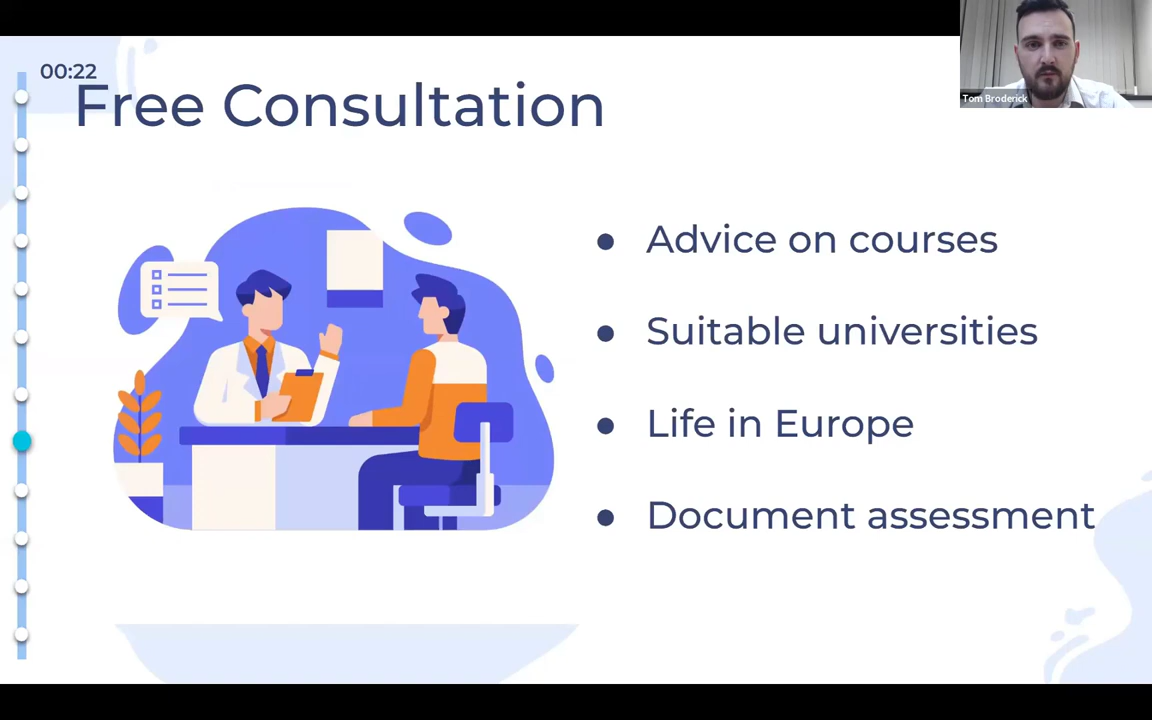 00:22
Free Consultation
Tom Broderick
● Advice on courses
● Suitable universities
● Life in Europe
● Document assessment